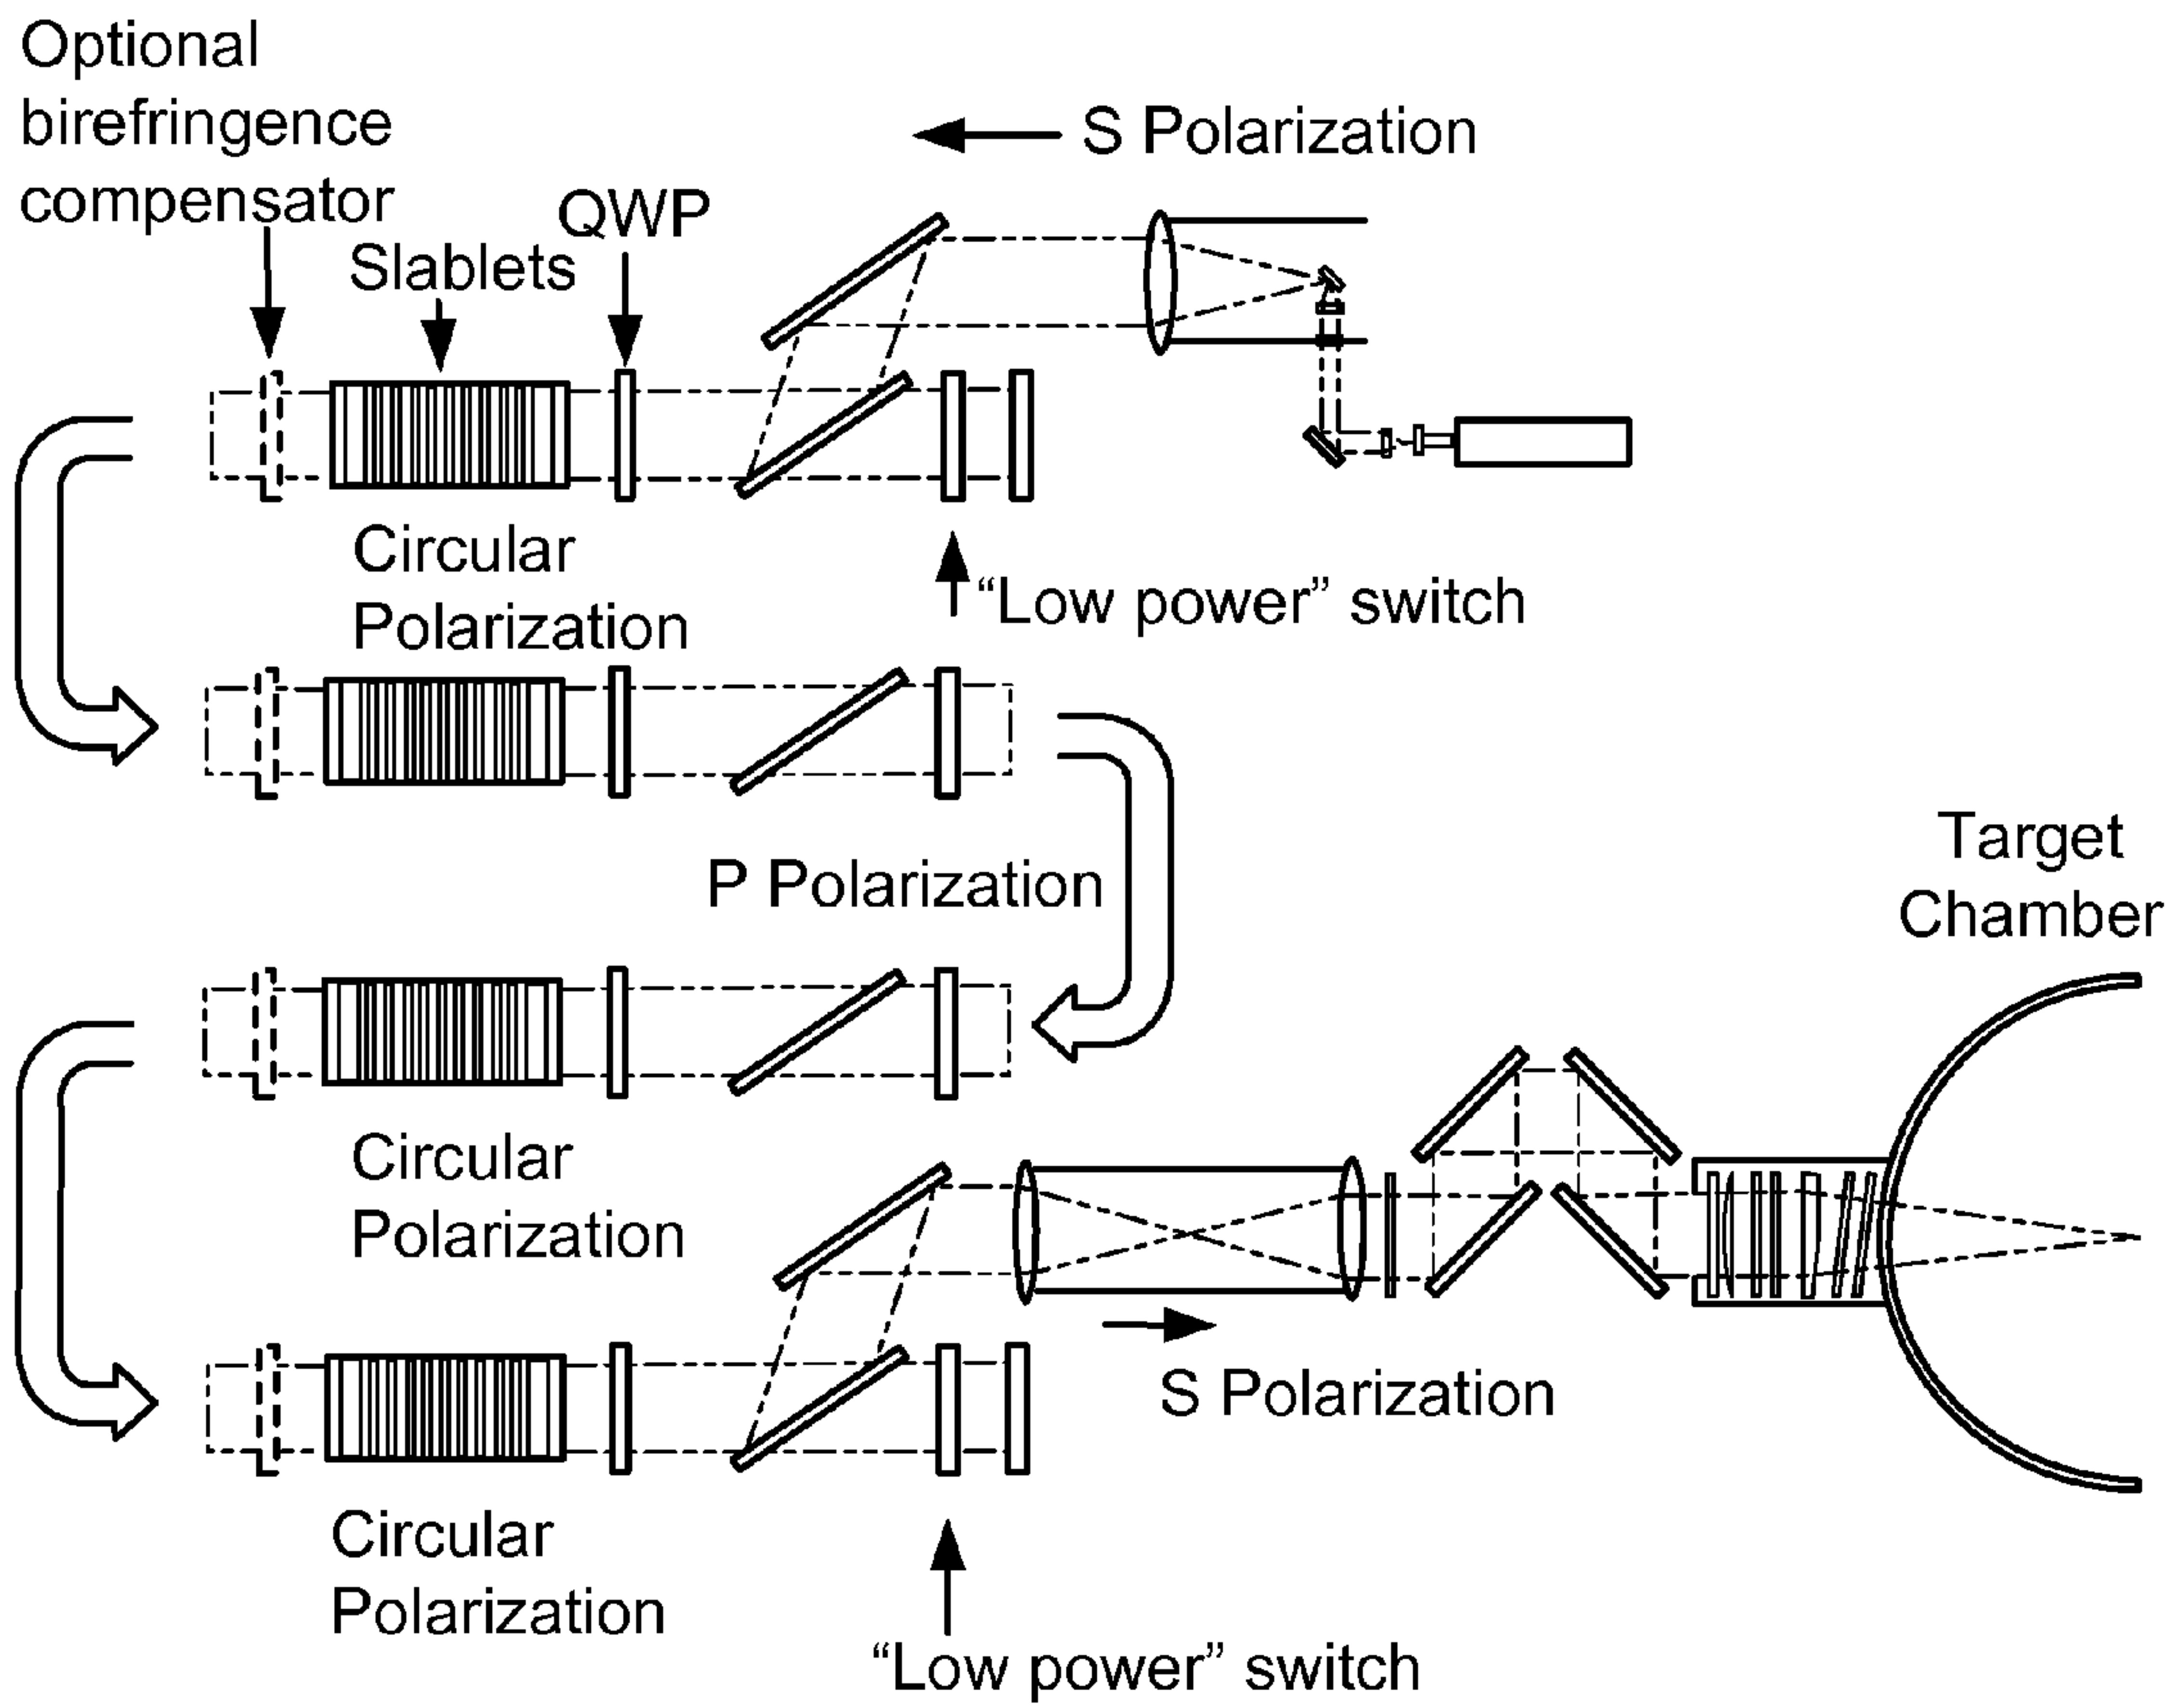 Optional
birefringence
compensator
S Polarization
QWP
Slablets
Circular
Polarization
“Low power” switch
P Polarization
Target
Chamber
Circular
Polarization
S Polarization
Circular
Polarization
“Low power” switch